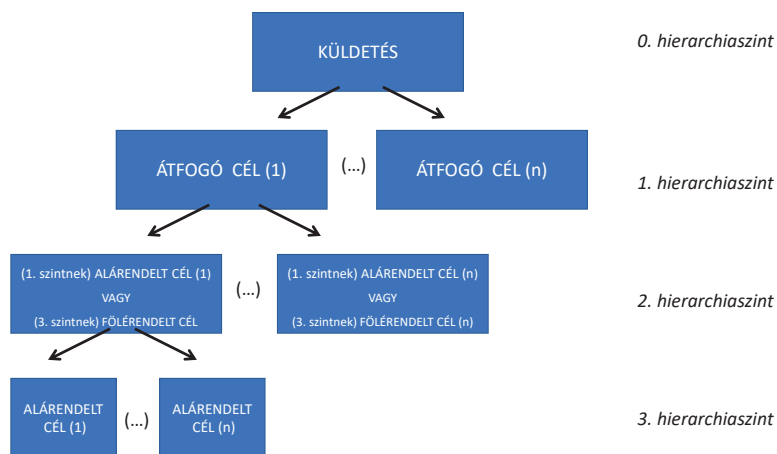 KÜLDETÉS
0. hierarchiaszint
ÁTFOGÓ CÉL (1)
(...)
ÁTFOGÓ CÉL (n)
1. hierarchiaszint
(1. szintnek) ALÁRENDELT CÉL (1)
VAGY
(3. szintnek) FÖLÉRENDELT CÉL
(...)
(1. szintnek) ALÁRENDELT CÉL (n)
VAGY
(3. szintnek) FÖLÉRENDELT CÉL (n)
2. hierarchiaszint
ALÁRENDELT
CÉL (1)
(...)
ALÁRENDELT
CÉL (n)
3. hierarchiaszint